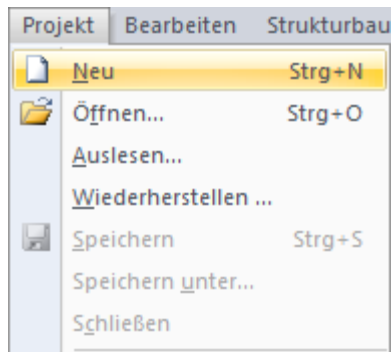 Projekt Bearbeiten Strukturbau
Neu Strg+N
Öffnen... Strg+O
Auslesen...
Wiederherstellen ...
Speichern Strg+S
Speichern unter...
Schließen